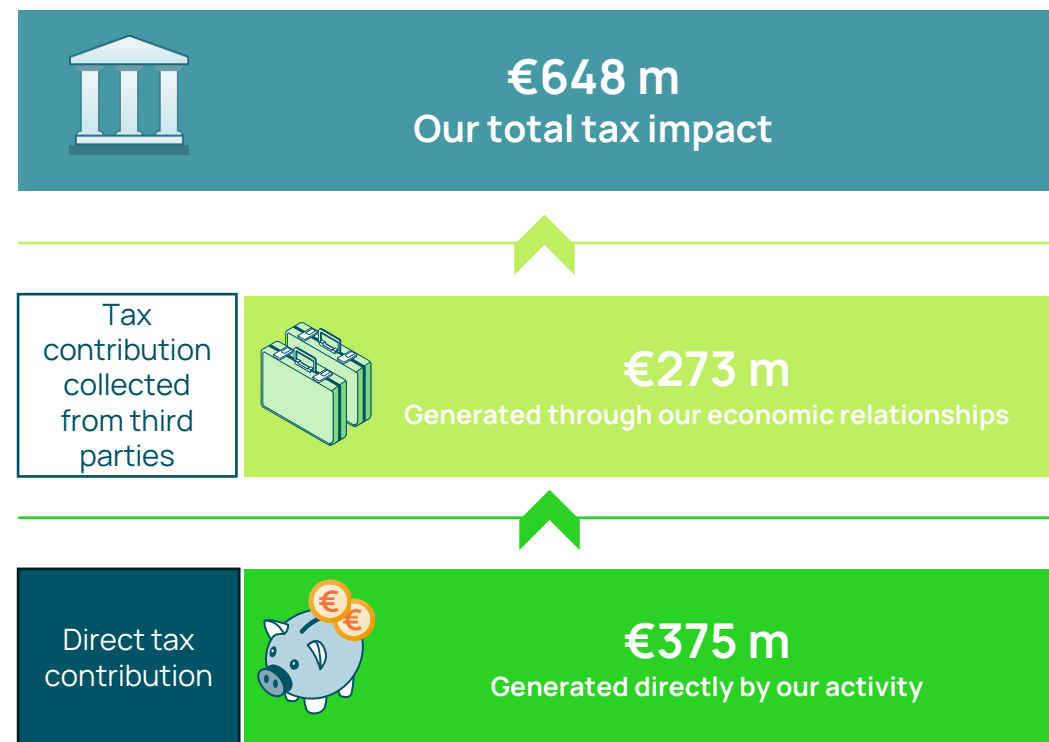 €648 m
Our total tax impact
Tax
contribution
collected
from third
parties
€273 m
Generated through our economic relationships
€
€
Direct tax
contribution
€375 m
Generated directly by our activity